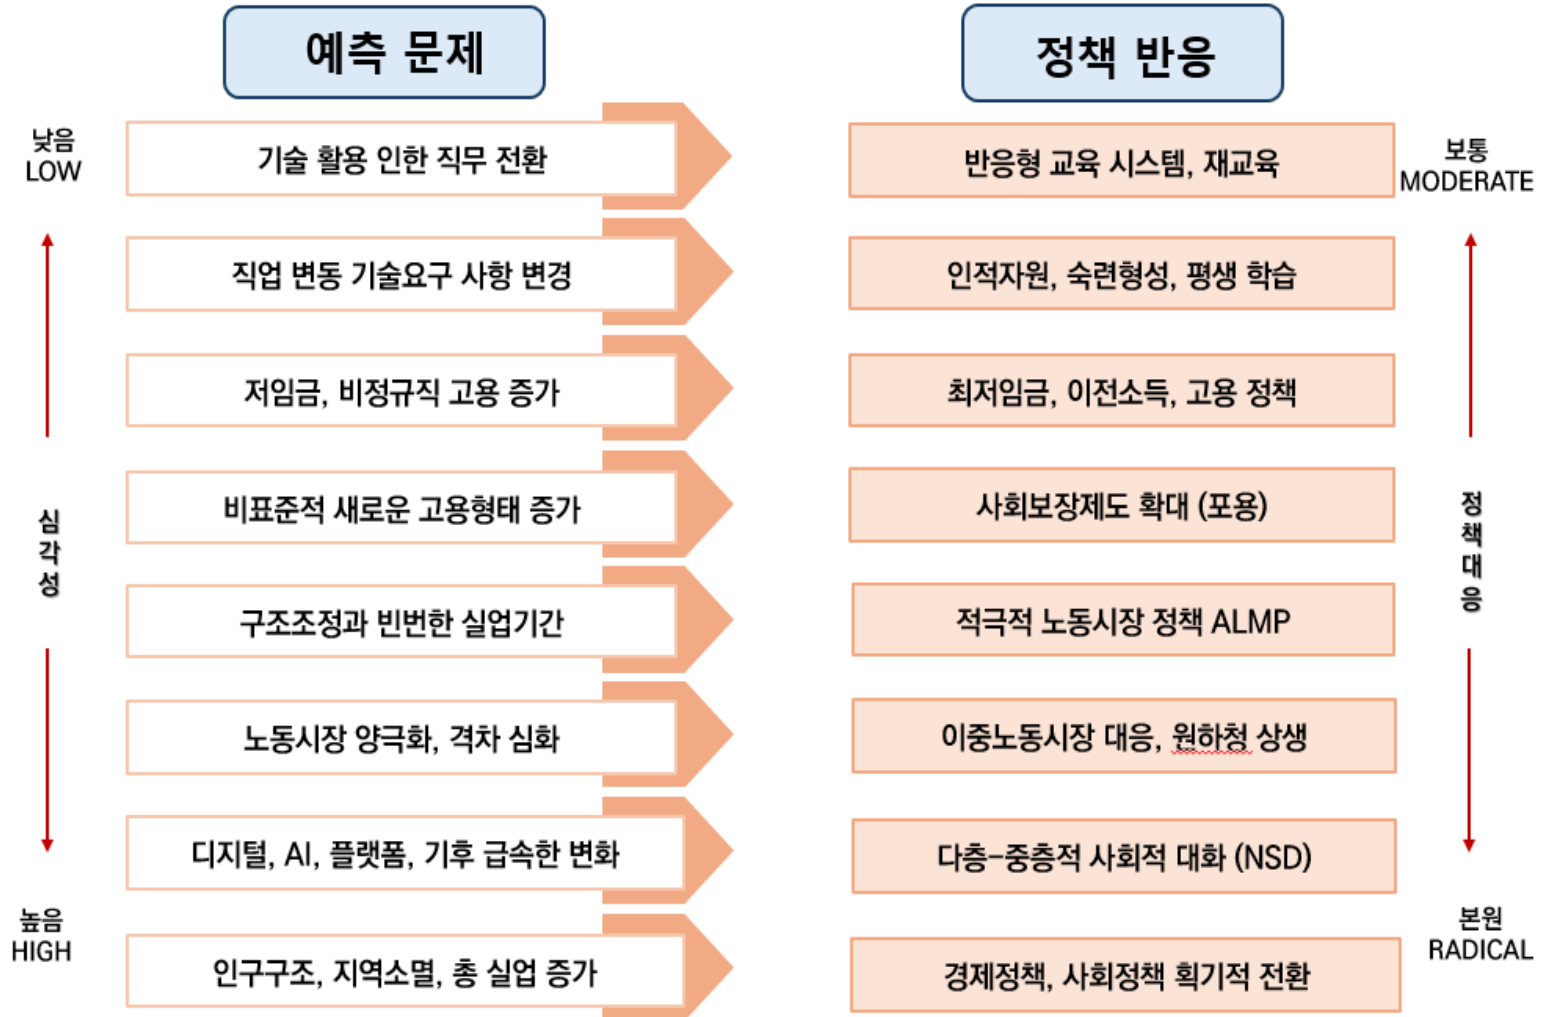 예측 문제
정책 반응
낮음
LOW
기술 활용 인한 직무 전환
반응형 교육 시스템, 재교육
보통
MODERATE
직업 변동 기술요구 사항 변경
인적자원, 숙련형성, 평생 학습
저임금, 비정규직 고용 증가
최저임금, 이전소득, 고용 정책
심각성
비표준적 새로운 고용형태 증가
사회보장제도 확대 (포용)
정책대응
구조조정과 빈번한 실업기간
적극적 노동시장 정책 ALMP
노동시장 양극화, 격차 심화
이중노동시장 대응, 원하청 상생
디지털, AI, 플랫폼, 기후 급속한 변화
다층-중층적 사회적 대화 (NSD)
높음
HIGH
인구구조, 지역소멸, 총 실업 증가
경제정책, 사회정책 획기적 전환
본원
RADICAL